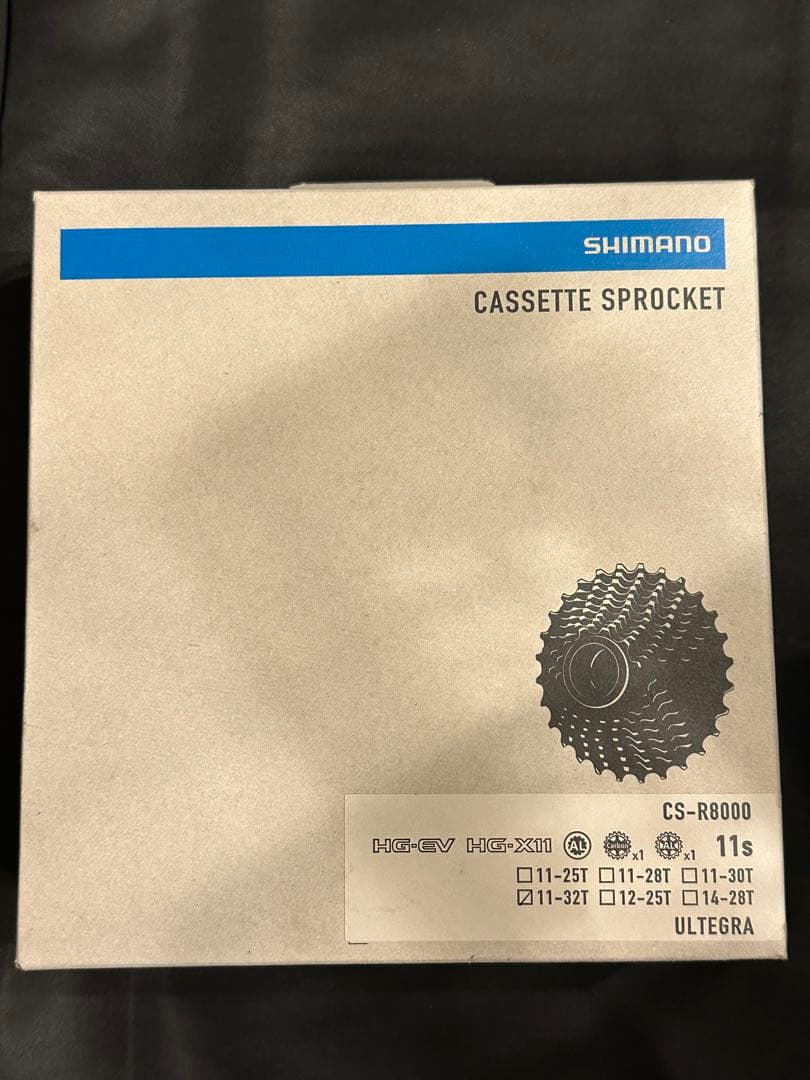 SHIMANO
CASSETTE SPROCKET
CS-R8000
HG-EV HG-X11 AL Carbon x1 AL x1 11s
☐11-25T ☐11-28T ☐11-30T
☑11-32T ☐12-25T ☐14-28T
ULTEGRA